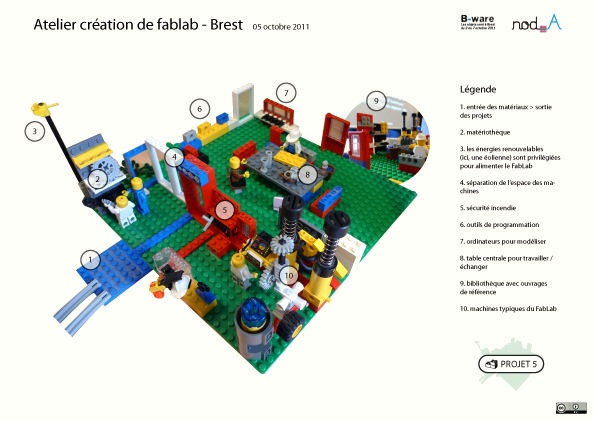 Atelier création de fablab - Brest 05 octobre 2011
B-ware
nod_A
Légende
1. entrée des matériaux > sortie
des projets
2. matériothèque
3. les énergies renouvelables
(ici, une éolienne) sont privilégiées
pour alimenter le FabLab
4. séparation de l'espace des ma-
chines
5. sécurité incendie
6. outils de programmation
7. ordinateurs pour modéliser
8. table centrale pour travailler /
échanger
9. bibliothèque avec ouvrages
de référence
10. machines typiques du FabLab
1
2
3
4
5
6
7
8
9
10
PROJET 5